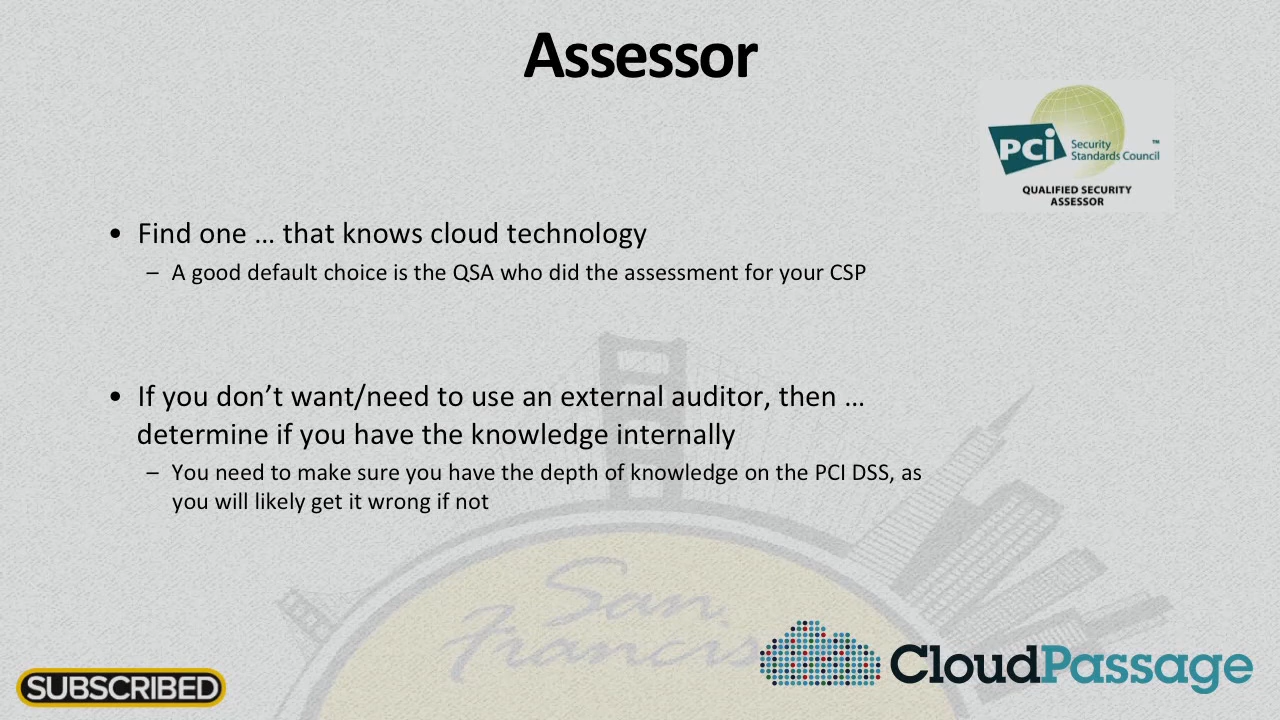 Assessor
PCi Security
Standards Council ™
QUALIFIED SECURITY
ASSESSOR
• Find one … that knows cloud technology
– A good default choice is the QSA who did the assessment for your CSP
• If you don’t want/need to use an external auditor, then …
determine if you have the knowledge internally
– You need to make sure you have the depth of knowledge on the PCI DSS, as
you will likely get it wrong if not
San
CloudPassage
SUBSCRIBED